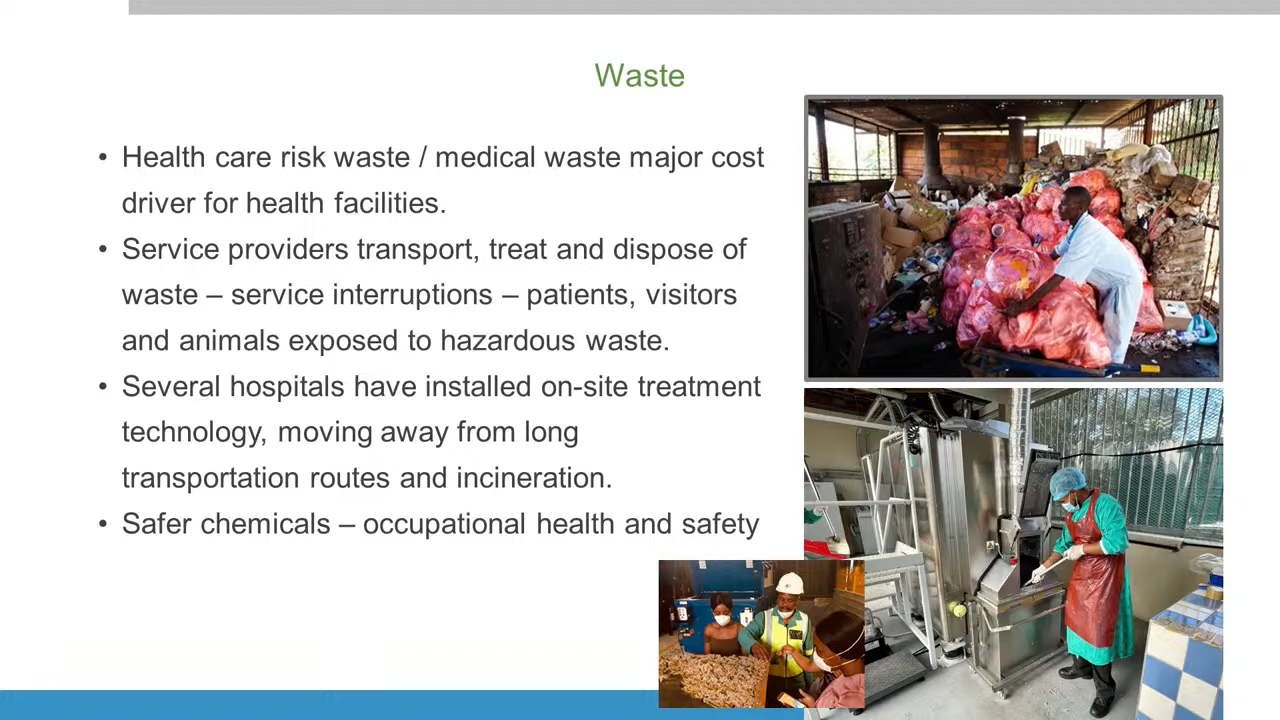 Waste
• Health care risk waste / medical waste major cost
driver for health facilities.
• Service providers transport, treat and dispose of
waste – service interruptions – patients, visitors
and animals exposed to hazardous waste.
• Several hospitals have installed on-site treatment
technology, moving away from long
transportation routes and incineration.
• Safer chemicals – occupational health and safety